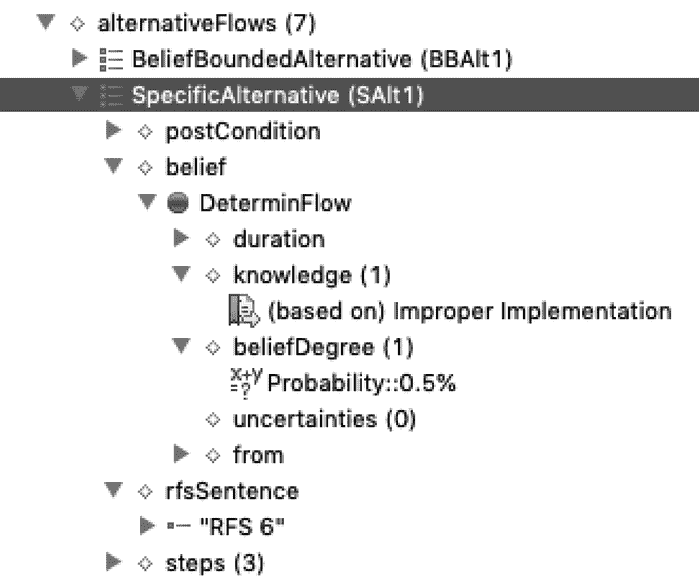 alternativeFlows (7)
BeliefBoundedAlternative (BBAlt1)
SpecificAlternative (SAlt1)
postCondition
belief
DeterminFlow
duration
knowledge (1)
(based on) Improper Implementation
beliefDegree (1)
x+y =? Probability::0.5%
uncertainties (0)
from
rfsSentence
"RFS 6"
steps (3)